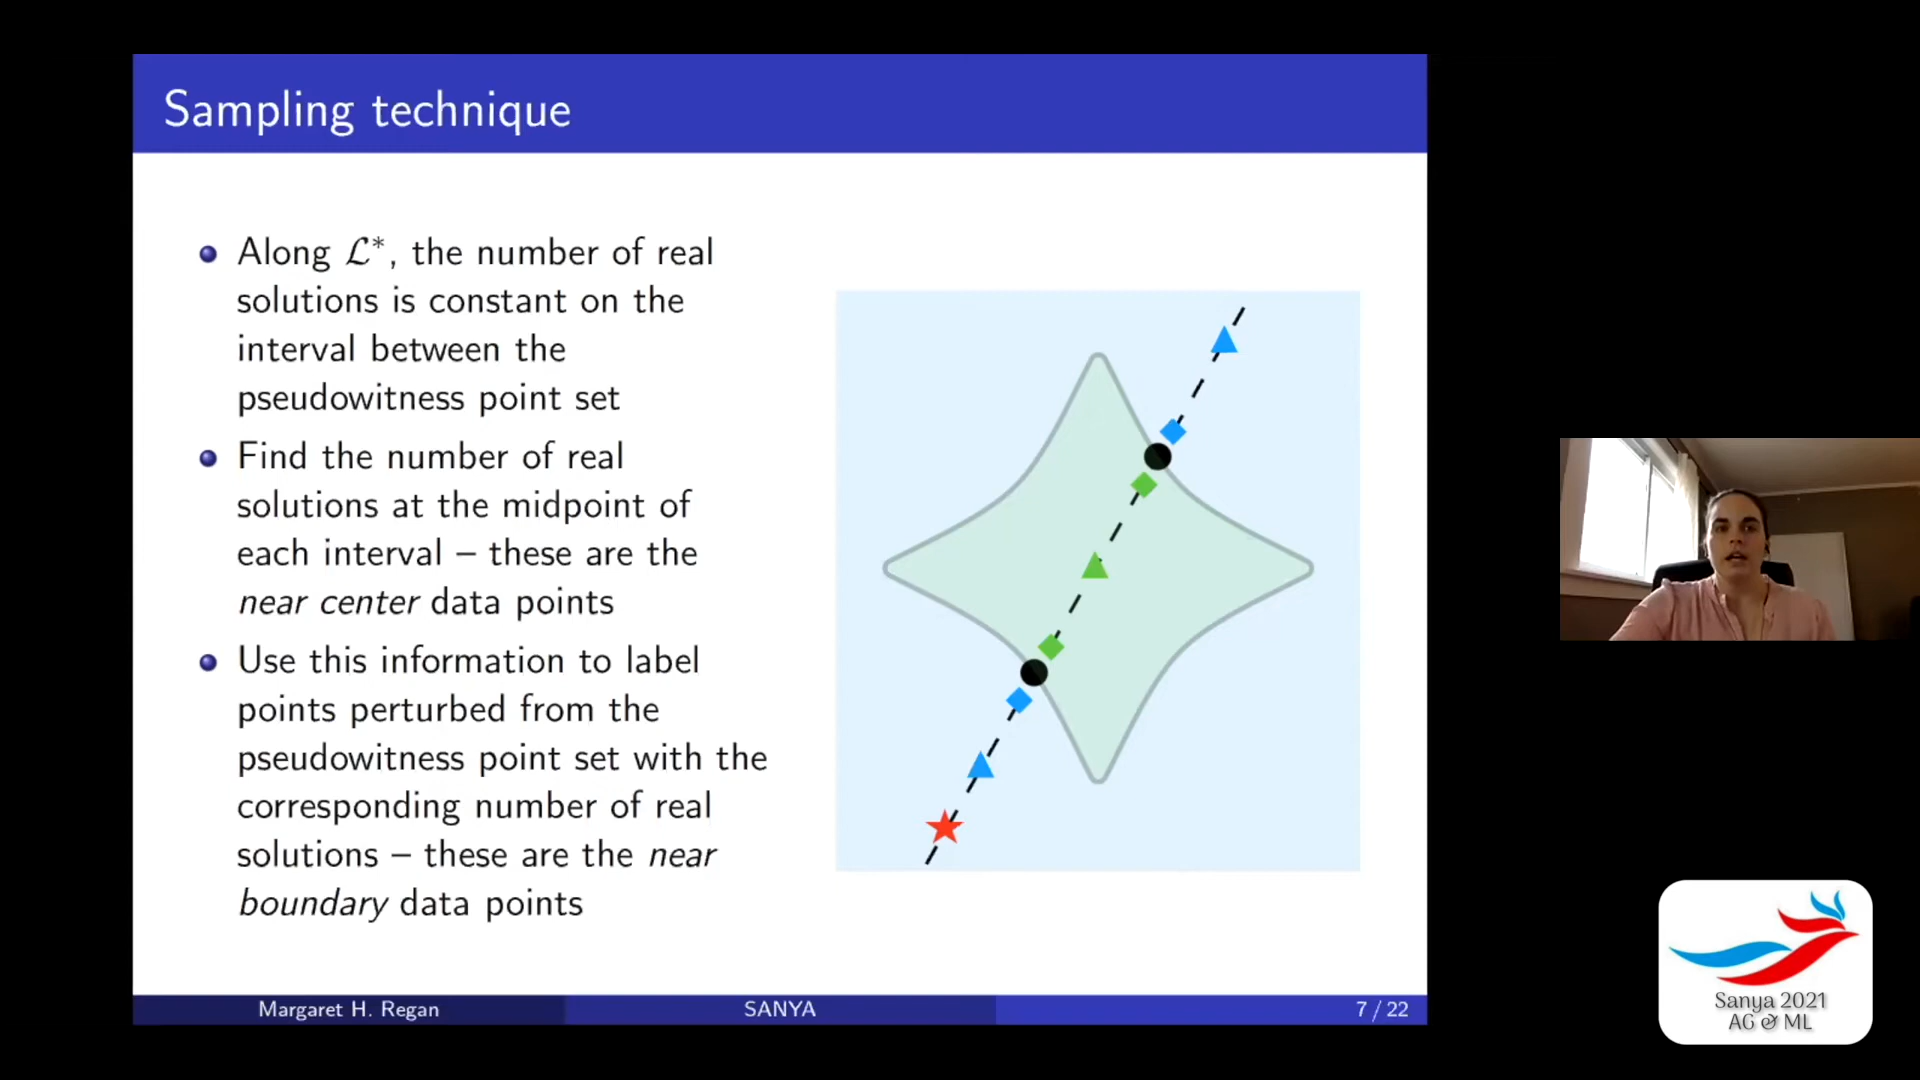 Sampling technique
Along ℒ*, the number of real
solutions is constant on the
interval between the
pseudowitness point set
Find the number of real
solutions at the midpoint of
each interval – these are the
near center data points
Use this information to label
points perturbed from the
pseudowitness point set with the
corresponding number of real
solutions – these are the near
boundary data points
Margaret H. Regan
SANYA
7 / 22
Sanya 2021
AG & ML